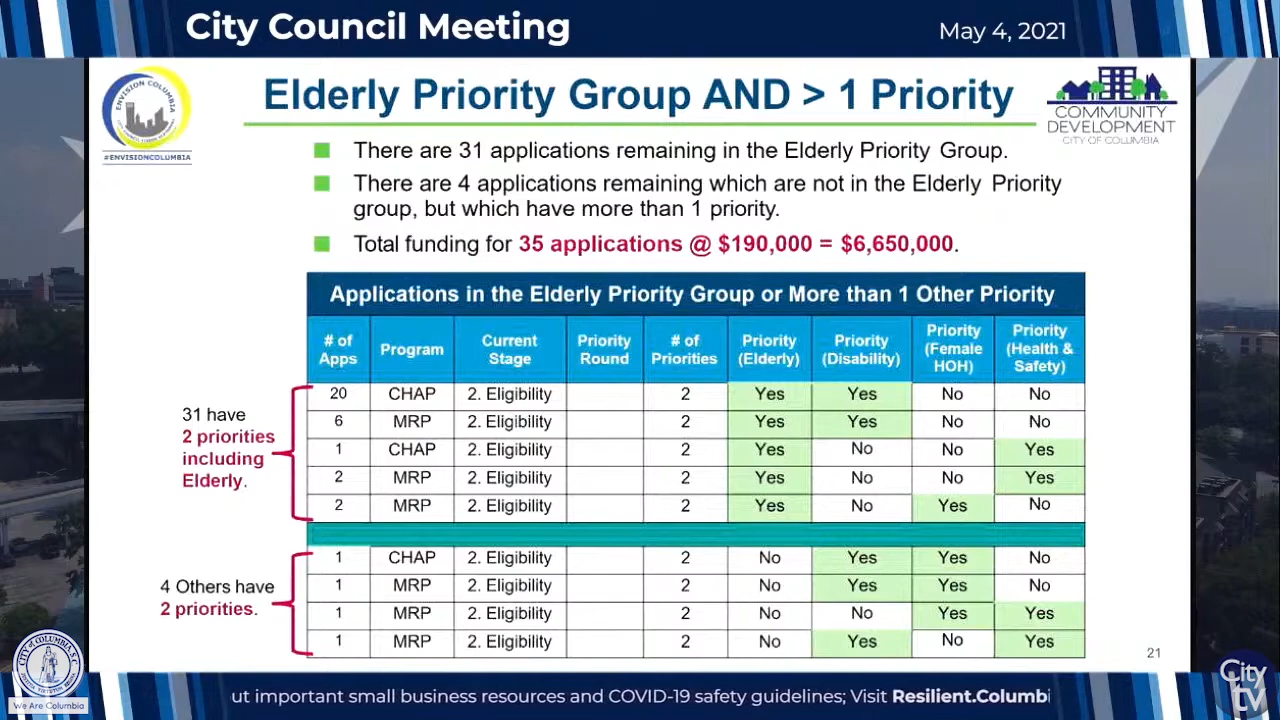 City Council Meeting
May 4, 2021
ENVISION COLUMBIA
#ENVISIONCOLUMBIA
Elderly Priority Group AND > 1 Priority
COMMUNITY
DEVELOPMENT
CITY OF COLUMBIA
There are 31 applications remaining in the Elderly Priority Group.
There are 4 applications remaining which are not in the Elderly Priority
group, but which have more than 1 priority.
Total funding for 35 applications @ $190,000 = $6,650,000.
Applications in the Elderly Priority Group or More than 1 Other Priority
# of Apps Program Current Stage Priority Round # of Priorities Priority (Elderly) Priority (Disability) Priority (Female HOH) Priority (Health & Safety)
20 CHAP 2. Eligibility 2 Yes Yes No No
6 MRP 2. Eligibility 2 Yes Yes No No
1 CHAP 2. Eligibility 2 Yes No No Yes
2 MRP 2. Eligibility 2 Yes No No Yes
2 MRP 2. Eligibility 2 Yes No Yes No
31 have
2 priorities
including
Elderly.
1 CHAP 2. Eligibility 2 No Yes Yes No
1 MRP 2. Eligibility 2 No Yes Yes No
1 MRP 2. Eligibility 2 No No Yes Yes
1 MRP 2. Eligibility 2 No Yes No Yes
4 Others have
2 priorities.
21
We Are Columbia
ut important small business resources and COVID-19 safety guidelines; Visit Resilient.Columbi
City
tv